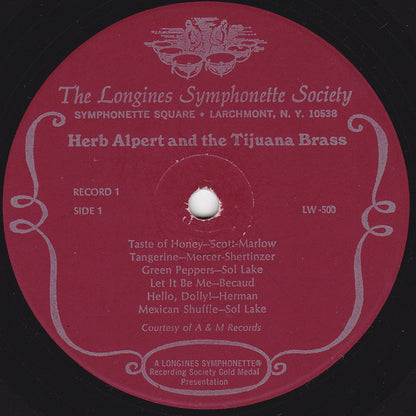 The Longines Symphonette Society
SYMPHONETTE SQUARE • LARCHMONT, N. Y. 10538
Herb Alpert and the Tijuana Brass
RECORD 1
SIDE 1
LW -500
Taste of Honey—Scott-Marlow
Tangerine—Mercer-Shertinzer
Green Peppers—Sol Lake
Let It Be Me—Becaud
Hello, Dolly!—Herman
Mexican Shuffle—Sol Lake
Courtesy of A & M Records
A LONGINES SYMPHONETTE®
Recording Society Gold Medal
Presentation